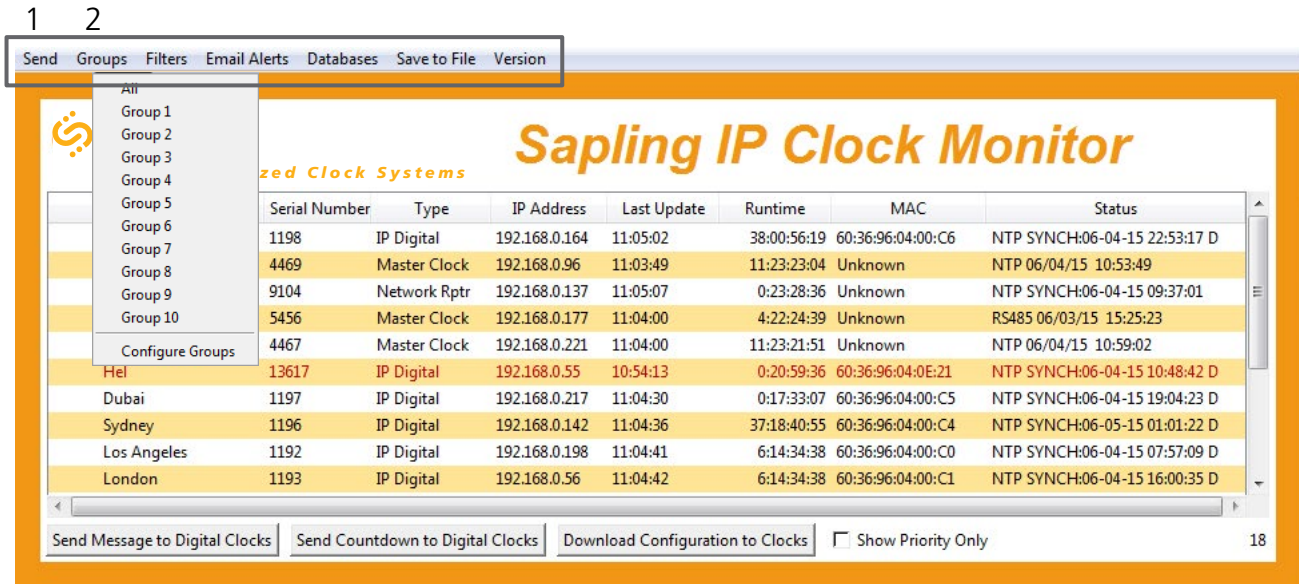 1 2
Send Groups Filters Email Alerts Databases Save to File Version
All
Group 1
Group 2
Group 3
Group 4
Group 5
Group 6
Group 7
Group 8
Group 9
Group 10
Configure Groups
Sapling IP Clock Monitor
zed Clock Systems
Serial Number Type IP Address Last Update Runtime MAC Status
1198 IP Digital 192.168.0.164 11:05:02 38:00:56:19 60:36:96:04:00:C6 NTP SYNCH:06-04-15 22:53:17 D
4469 Master Clock 192.168.0.96 11:03:49 11:23:23:04 Unknown NTP 06/04/15 10:53:49
9104 Network Rptr 192.168.0.137 11:05:07 0:23:28:36 Unknown NTP SYNCH:06-04-15 09:37:01
5456 Master Clock 192.168.0.177 11:04:00 4:22:24:39 Unknown RS485 06/03/15 15:25:23
4467 Master Clock 192.168.0.221 11:04:00 11:23:21:51 Unknown NTP 06/04/15 10:59:02
Hel 13617 IP Digital 192.168.0.55 10:54:13 0:20:59:36 60:36:96:04:0E:21 NTP SYNCH:06-04-15 10:48:42 D
Dubai 1197 IP Digital 192.168.0.217 11:04:30 0:17:33:07 60:36:96:04:00:C5 NTP SYNCH:06-04-15 19:04:23 D
Sydney 1196 IP Digital 192.168.0.142 11:04:36 37:18:40:55 60:36:96:04:00:C4 NTP SYNCH:06-05-15 01:01:22 D
Los Angeles 1192 IP Digital 192.168.0.198 11:04:41 6:14:34:38 60:36:96:04:00:C0 NTP SYNCH:06-04-15 07:57:09 D
London 1193 IP Digital 192.168.0.56 11:04:42 6:14:34:38 60:36:96:04:00:C1 NTP SYNCH:06-04-15 16:00:35 D
Send Message to Digital Clocks Send Countdown to Digital Clocks Download Configuration to Clocks Show Priority Only 18